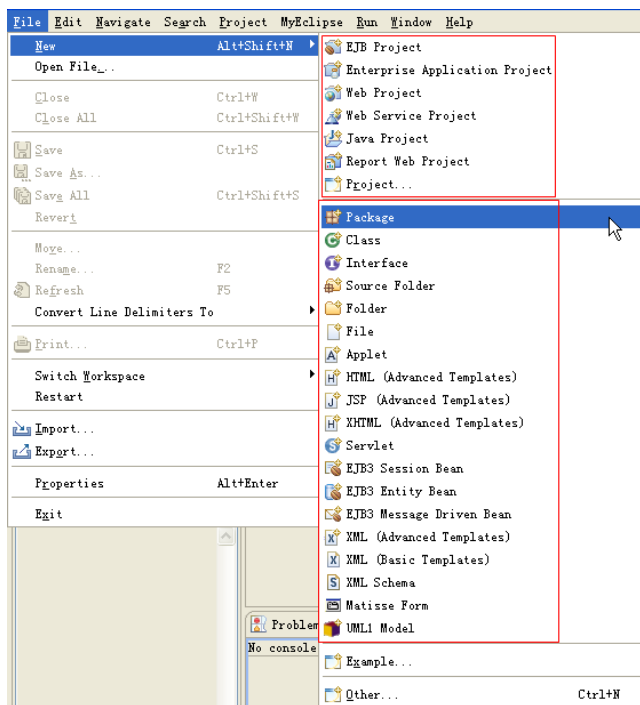 File Edit Navigate Search Project MyEclipse Run Window Help
New Alt+Shift+N
Open File...
Close Ctrl+W
Close All Ctrl+Shift+W
Save Ctrl+S
Save As...
Save All Ctrl+Shift+S
Revert
Move...
Rename... F2
Refresh F5
Convert Line Delimiters To
Print... Ctrl+P
Switch Workspace
Restart
Import...
Export...
Properties Alt+Enter
Exit
EJB Project
Enterprise Application Project
Web Project
Web Service Project
Java Project
Report Web Project
Project...
Package
Class
Interface
Source Folder
Folder
File
Applet
HTML (Advanced Templates)
JSP (Advanced Templates)
XHTML (Advanced Templates)
Servlet
EJB3 Session Bean
EJB3 Entity Bean
EJB3 Message Driven Bean
XML (Advanced Templates)
XML (Basic Templates)
XML Schema
Matisse Form
UML1 Model
Example...
Other... Ctrl+N
Problem
No console